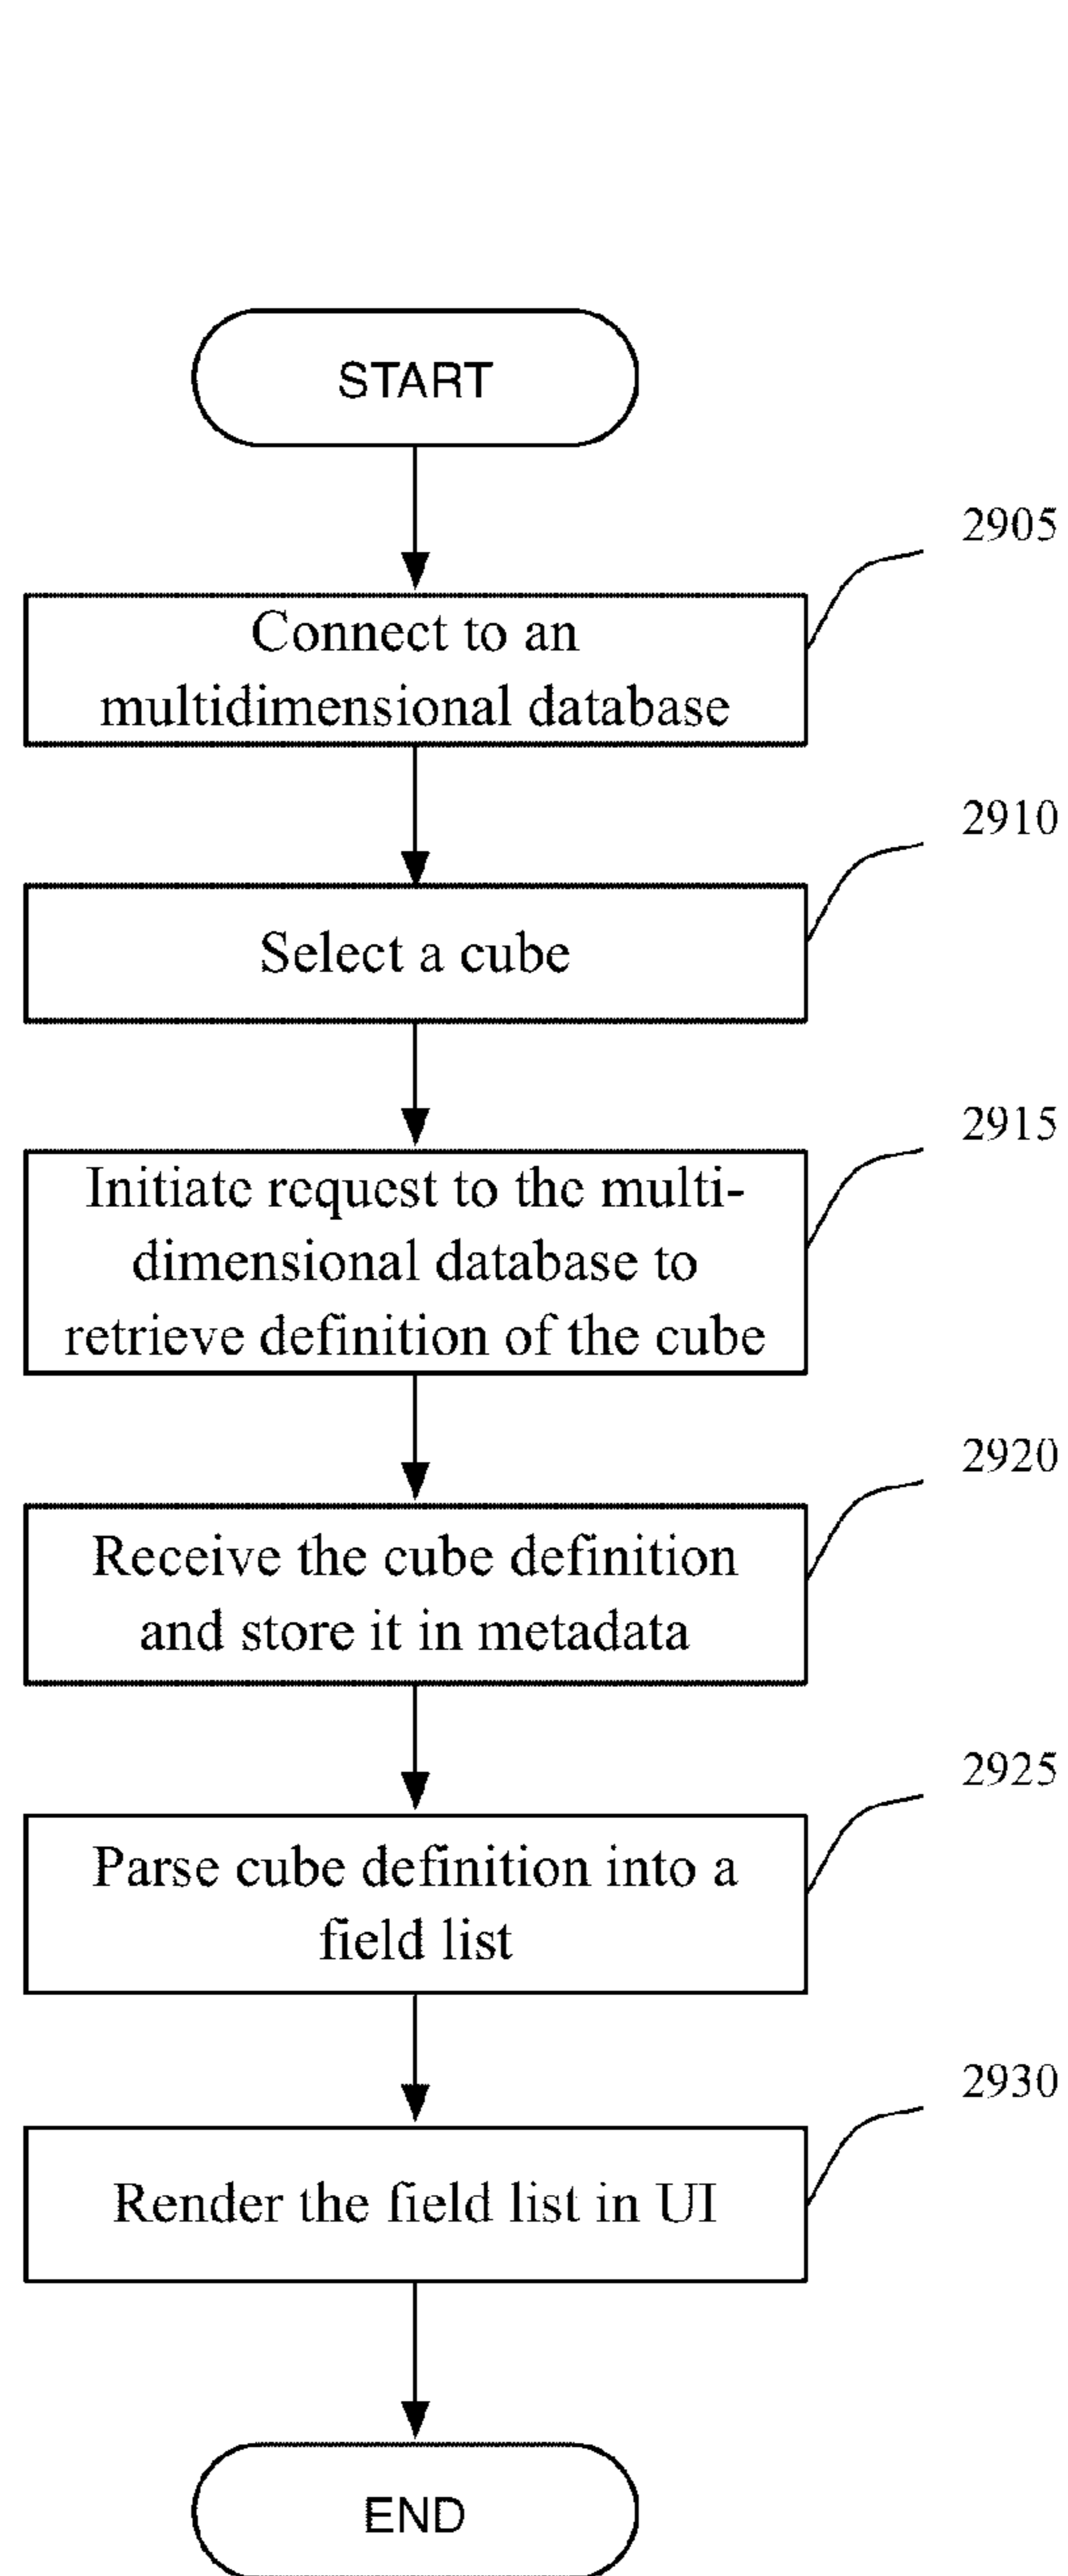 START
2905
Connect to an
multidimensional database
2910
Select a cube
2915
Initiate request to the multi-
dimensional database to
retrieve definition of the cube
2920
Receive the cube definition
and store it in metadata
2925
Parse cube definition into a
field list
2930
Render the field list in UI
END